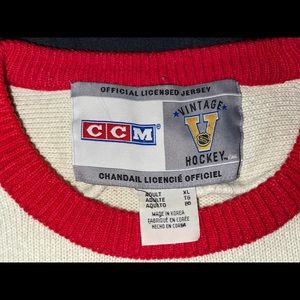 OFFICIAL LICENSED JERSEY
CCM
VINTAGE
V
HOCKEY
CHANDAIL LICENCIÉ OFFICIEL
ADULT XL
ADULTE TG
ADULTO
MADE IN KOREA
FABRIQUÉ EN CORÉE
HECHO EN COREA